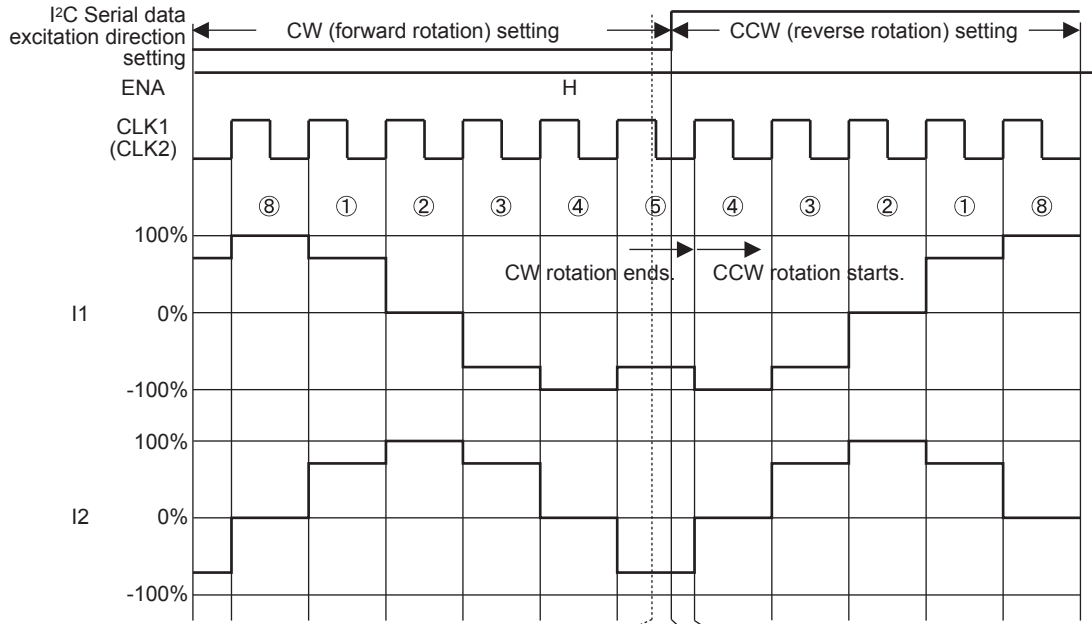 I²C Serial data
excitation direction
setting
CW (forward rotation) setting
CCW (reverse rotation) setting
ENA
H
CLK1
(CLK2)
⑧ ① ② ③ ④ ⑤ ④ ③ ② ① ⑧
100%
CW rotation ends.
CCW rotation starts.
I1
0%
-100%
100%
I2
0%
-100%